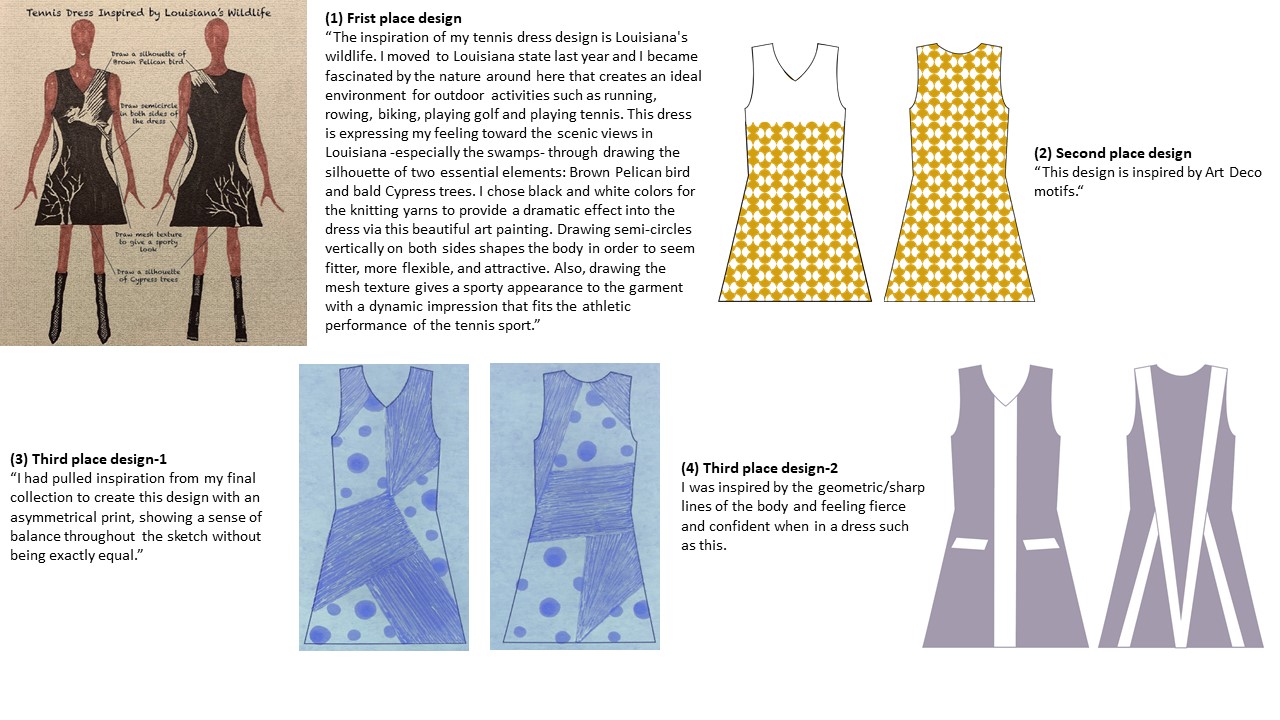 Tennis Dress Inspired by Louisiana's Wildlife
Draw a silhouette of
Brown Pelican bird
Draw semicircle
in both sides of
the dress
Draw mesh texture
to give a sporty
look
Draw a silhouette
of Cypress trees
(1) Frist place design
“The inspiration of my tennis dress design is Louisiana's
wildlife. I moved to Louisiana state last year and I became
fascinated by the nature around here that creates an ideal
environment for outdoor activities such as running,
rowing, biking, playing golf and playing tennis. This dress
is expressing my feeling toward the scenic views in
Louisiana -especially the swamps- through drawing the
silhouette of two essential elements: Brown Pelican bird
and bald Cypress trees. I chose black and white colors for
the knitting yarns to provide a dramatic effect into the
dress via this beautiful art painting. Drawing semi-circles
vertically on both sides shapes the body in order to seem
fitter, more flexible, and attractive. Also, drawing the
mesh texture gives a sporty appearance to the garment
with a dynamic impression that fits the athletic
performance of the tennis sport.”
(2) Second place design
“This design is inspired by Art Deco
motifs.“
(3) Third place design-1
“I had pulled inspiration from my final
collection to create this design with an
asymmetrical print, showing a sense of
balance throughout the sketch without
being exactly equal.”
(4) Third place design-2
I was inspired by the geometric/sharp
lines of the body and feeling fierce
and confident when in a dress such
as this.